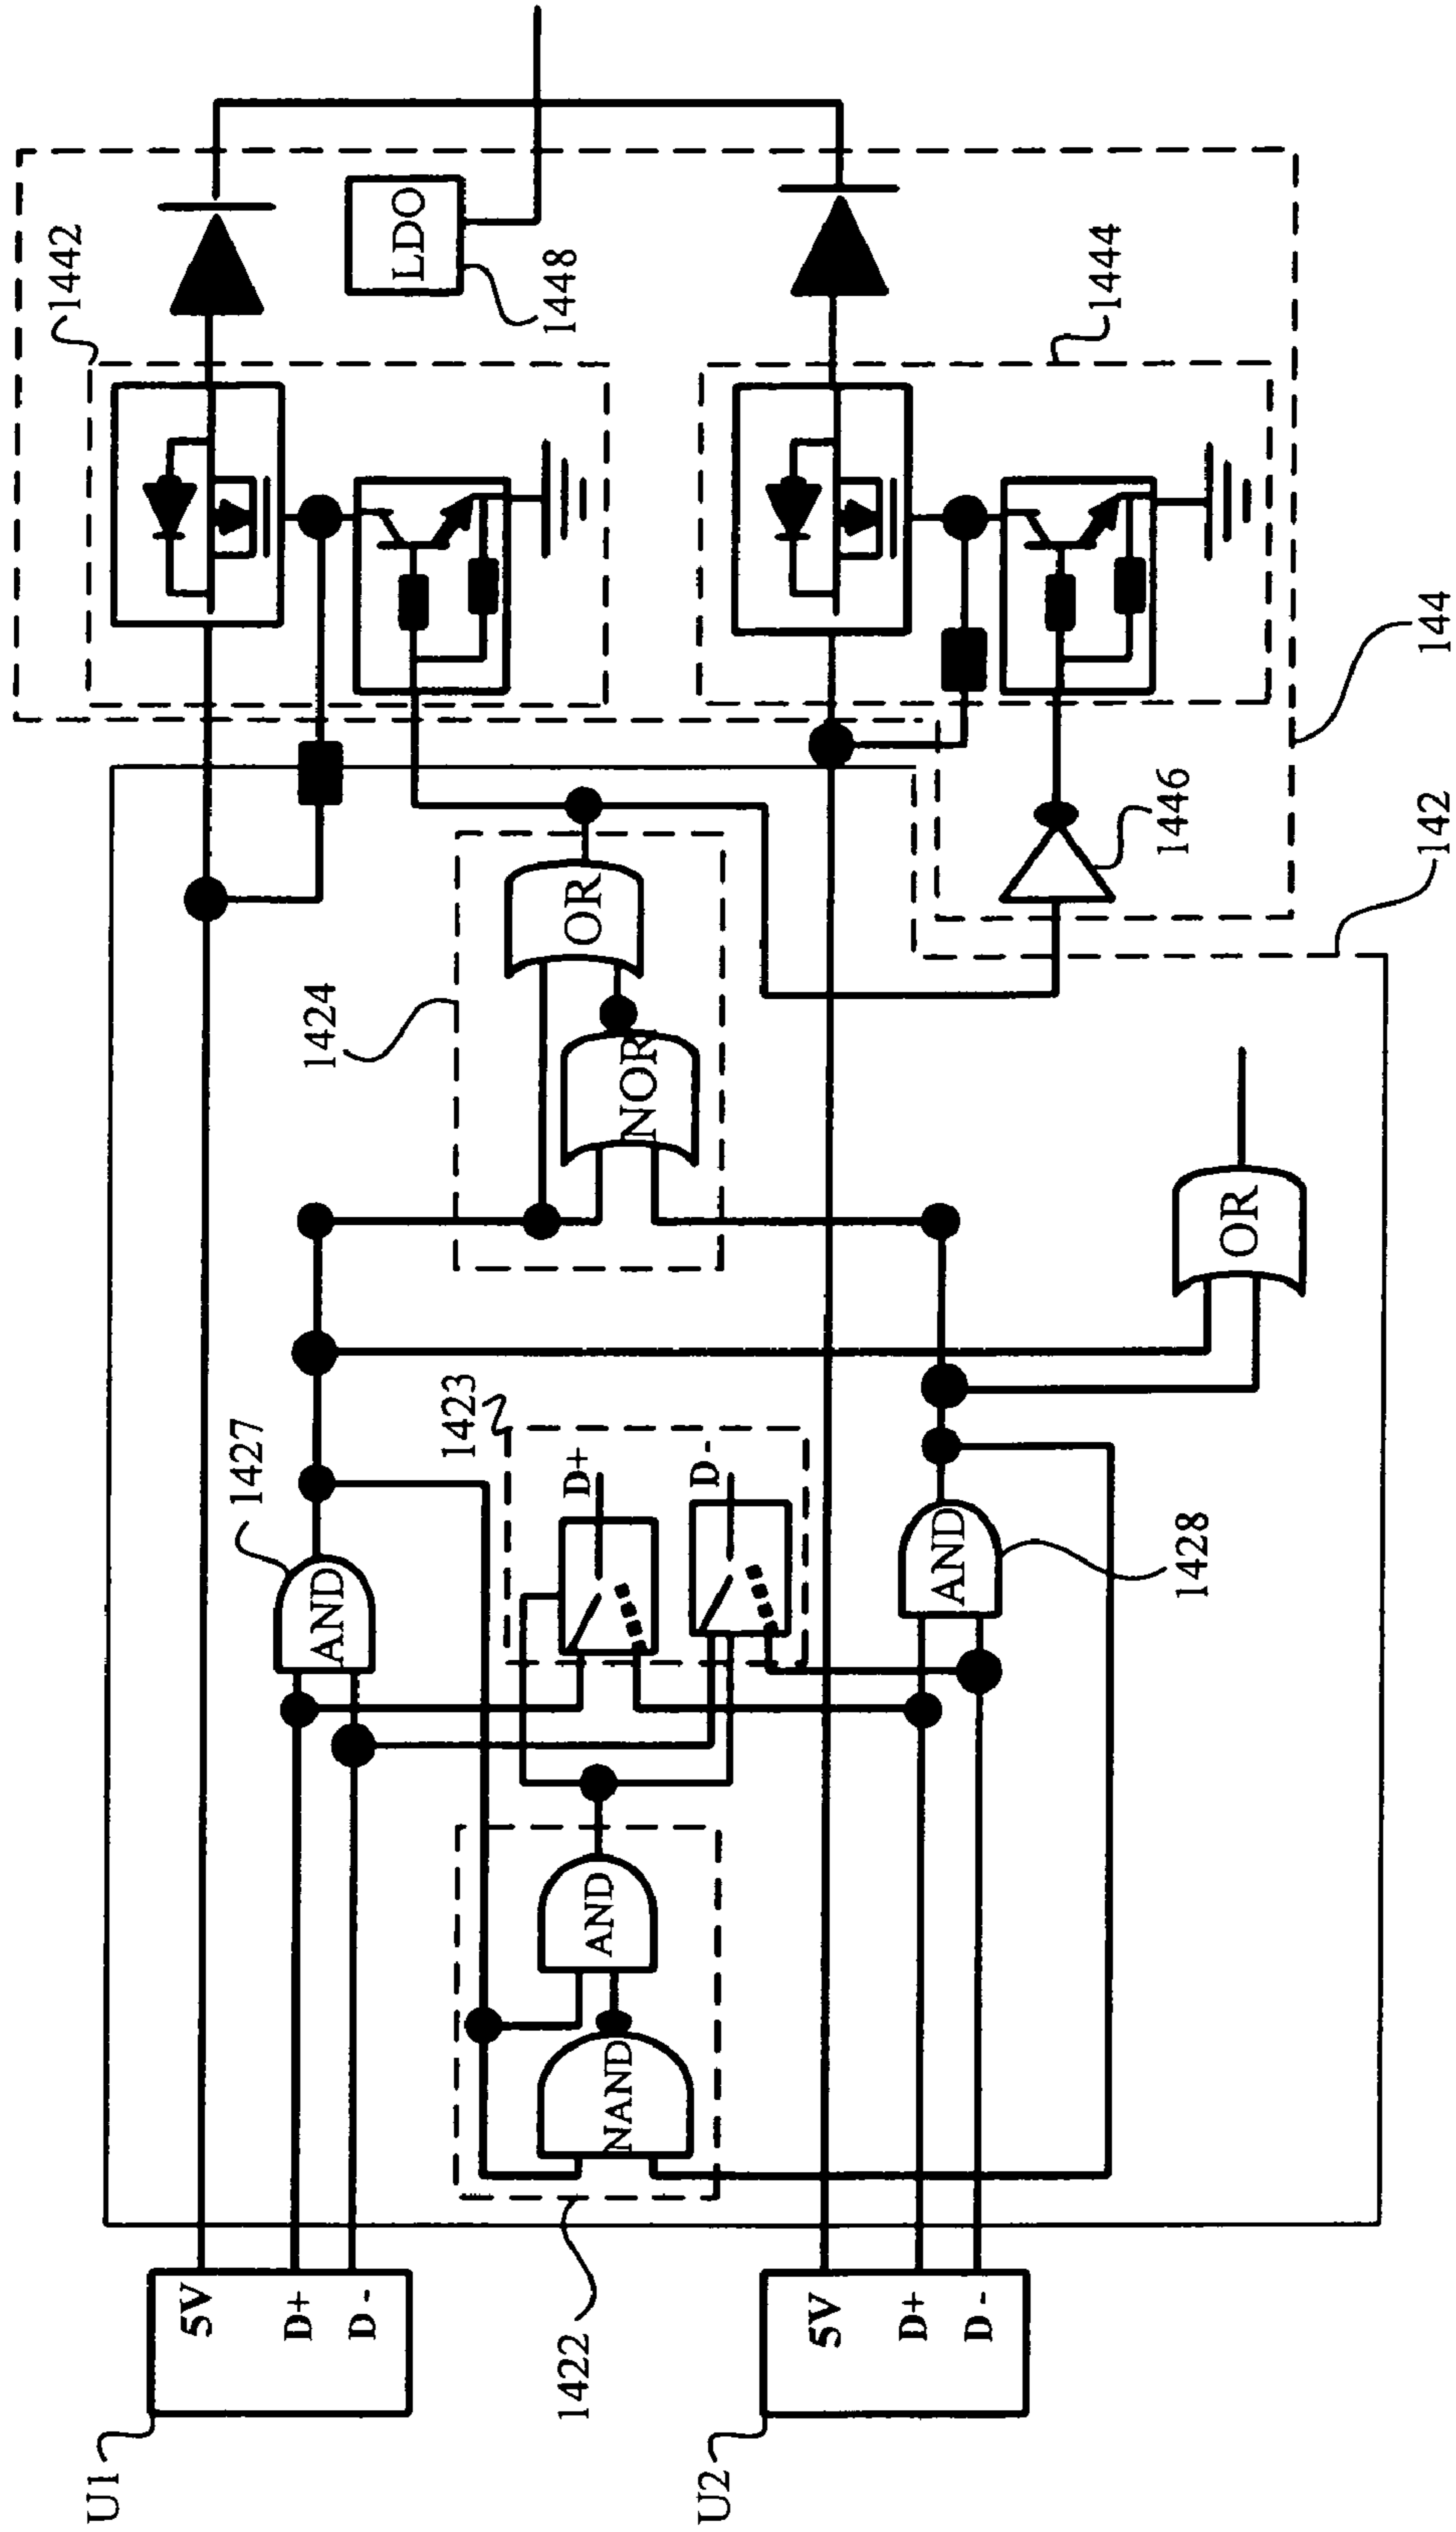 U1
5V
D+
D-
1427
AND
1422
NAND
AND
1423
D+
D-
1424
NOR
OR
1442
LDO
1448
U2
5V
D+
D-
AND
1428
OR
1446
1444
144
142